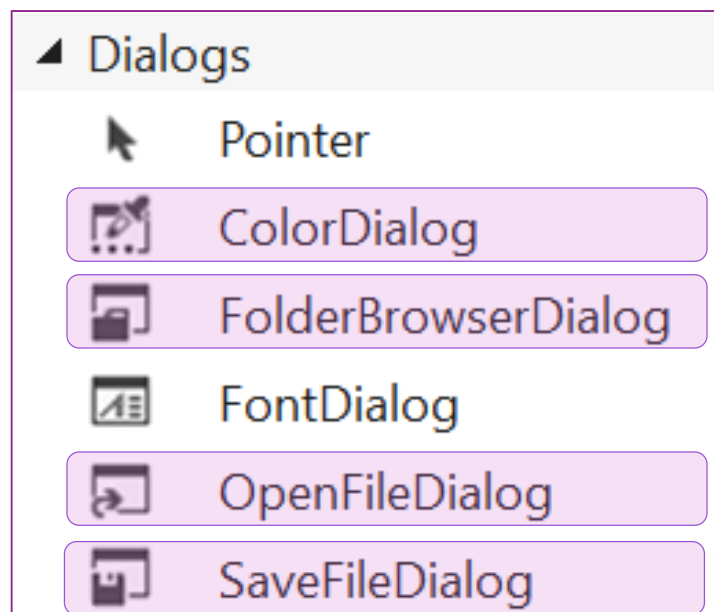 Dialogs
Pointer
ColorDialog
FolderBrowserDialog
FontDialog
OpenFileDialog
SaveFileDialog